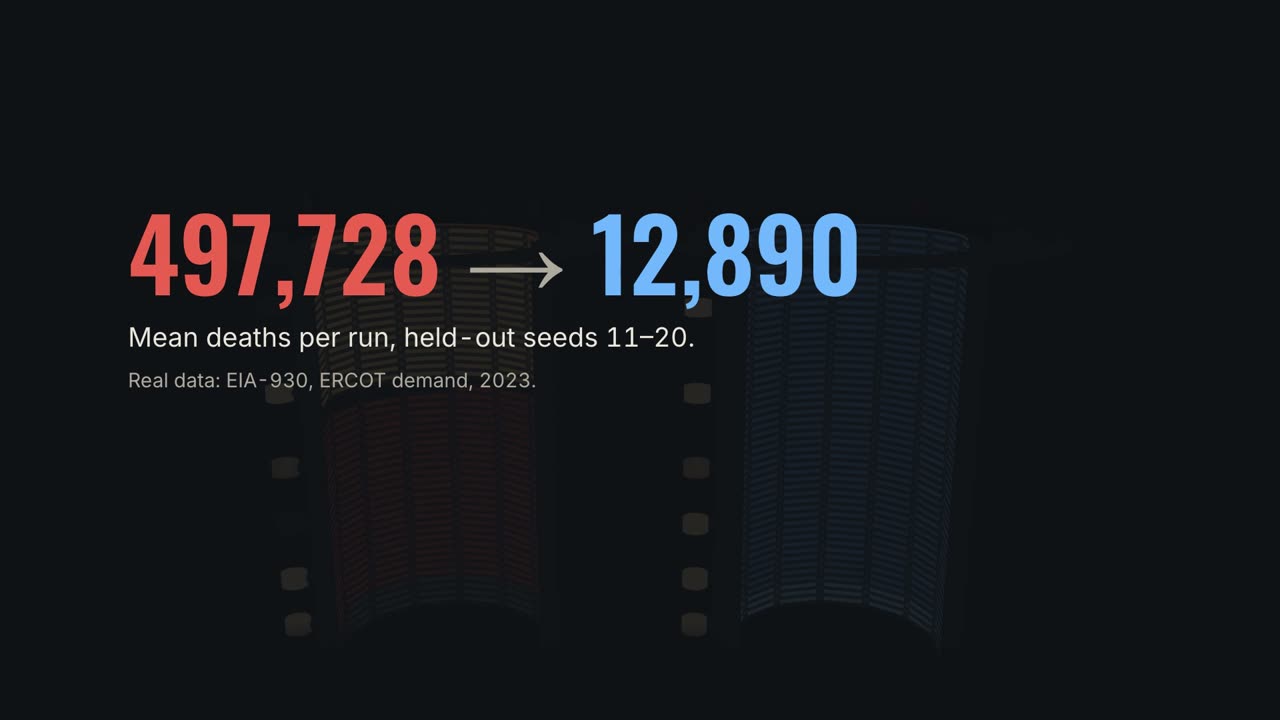 497,728 → 12,890
Mean deaths per run, held-out seeds 11–20.
Real data: EIA-930, ERCOT demand, 2023.